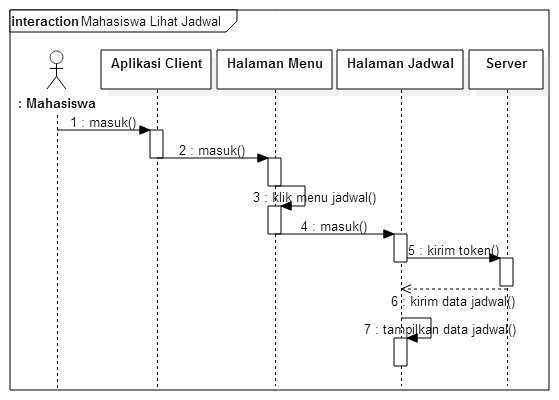 interaction Mahasiswa Lihat Jadwal
Aplikasi Client
Halaman Menu
Halaman Jadwal
Server
: Mahasiswa
1 : masuk()
2 : masuk()
3 : klik menu jadwal()
4 : masuk()
5 : kirim token()
6 : kirim data jadwal()
7 : tampilkan data jadwal()